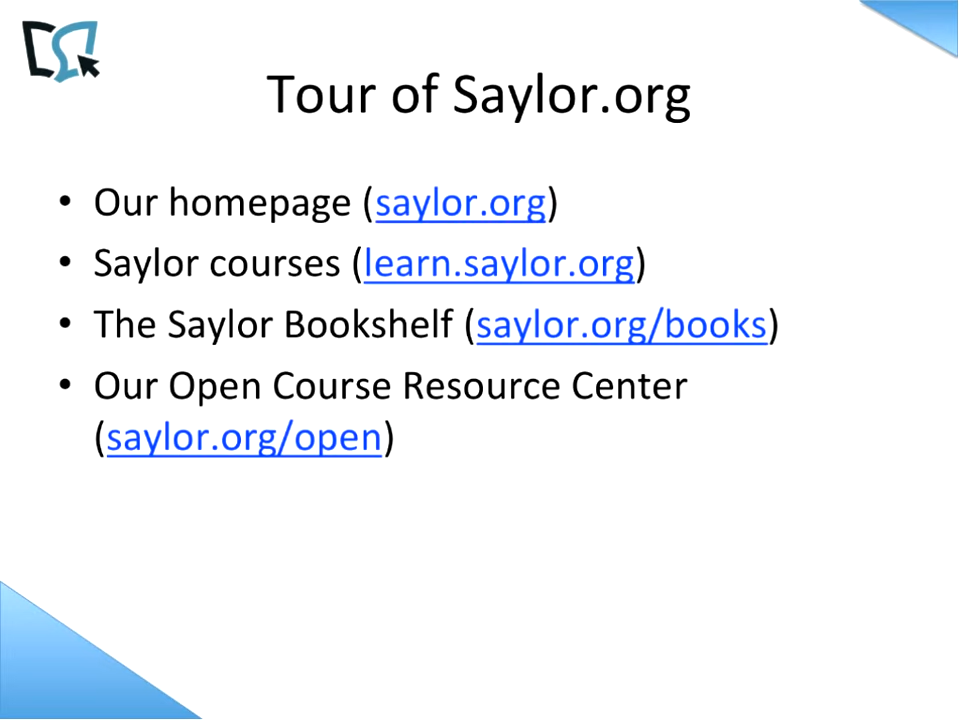 Tour of Saylor.org
• Our homepage (saylor.org)
• Saylor courses (learn.saylor.org)
• The Saylor Bookshelf (saylor.org/books)
• Our Open Course Resource Center
(saylor.org/open)